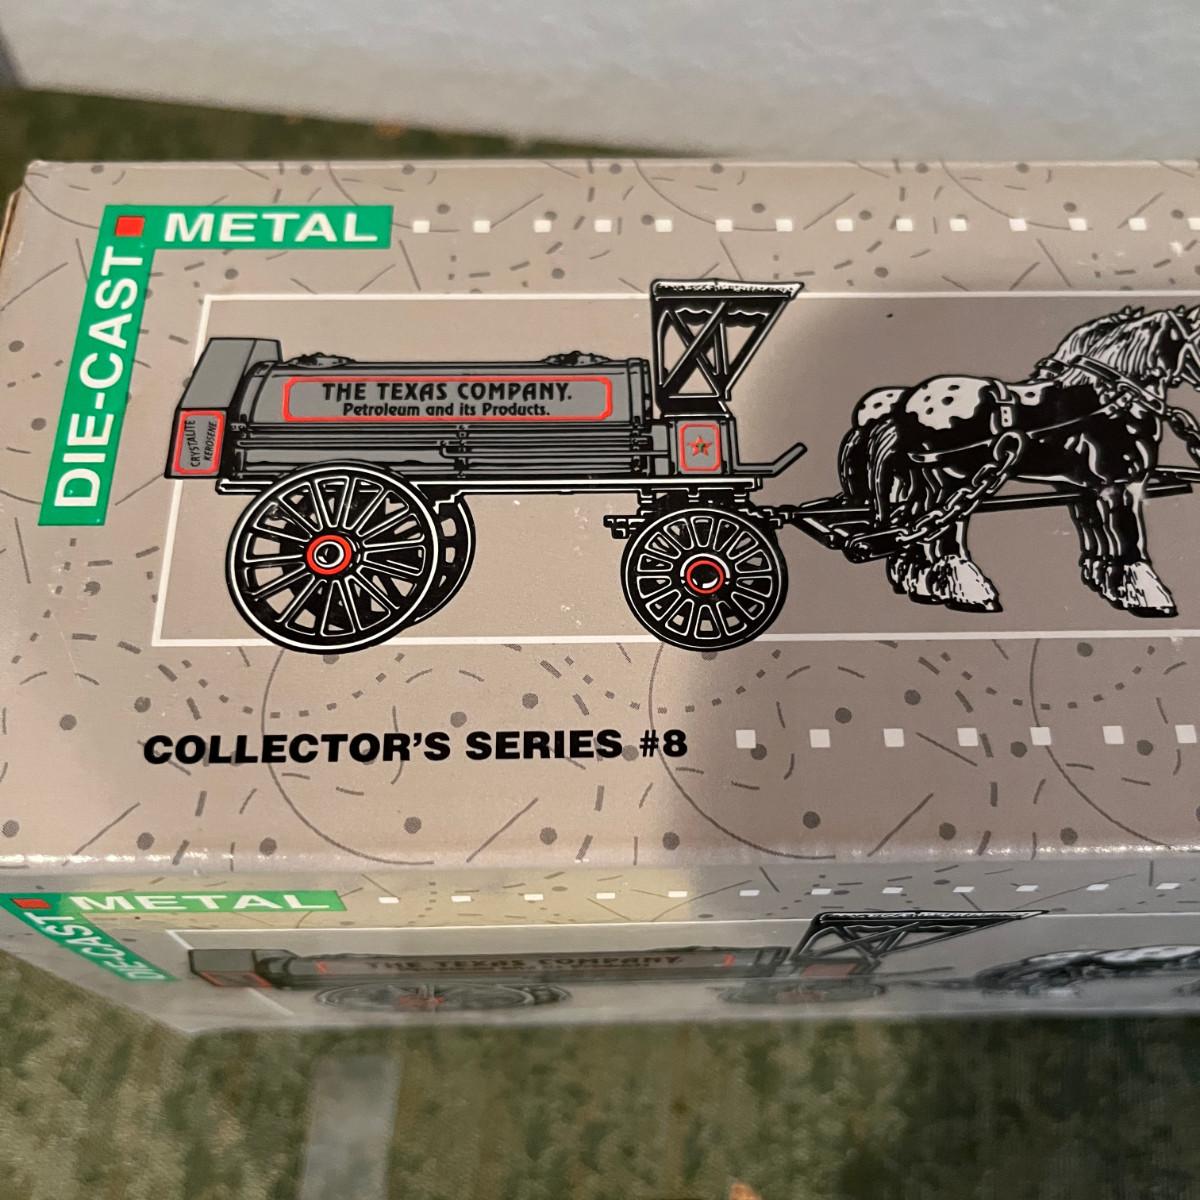 METAL
DIE-CAST
THE TEXAS COMPANY.
Petroleum and its Products.
CRYSTALITE
KEROSENE.
T
COLLECTOR'S SERIES #8
METAL
DIE-CAST
THE TEXAS COMPANY